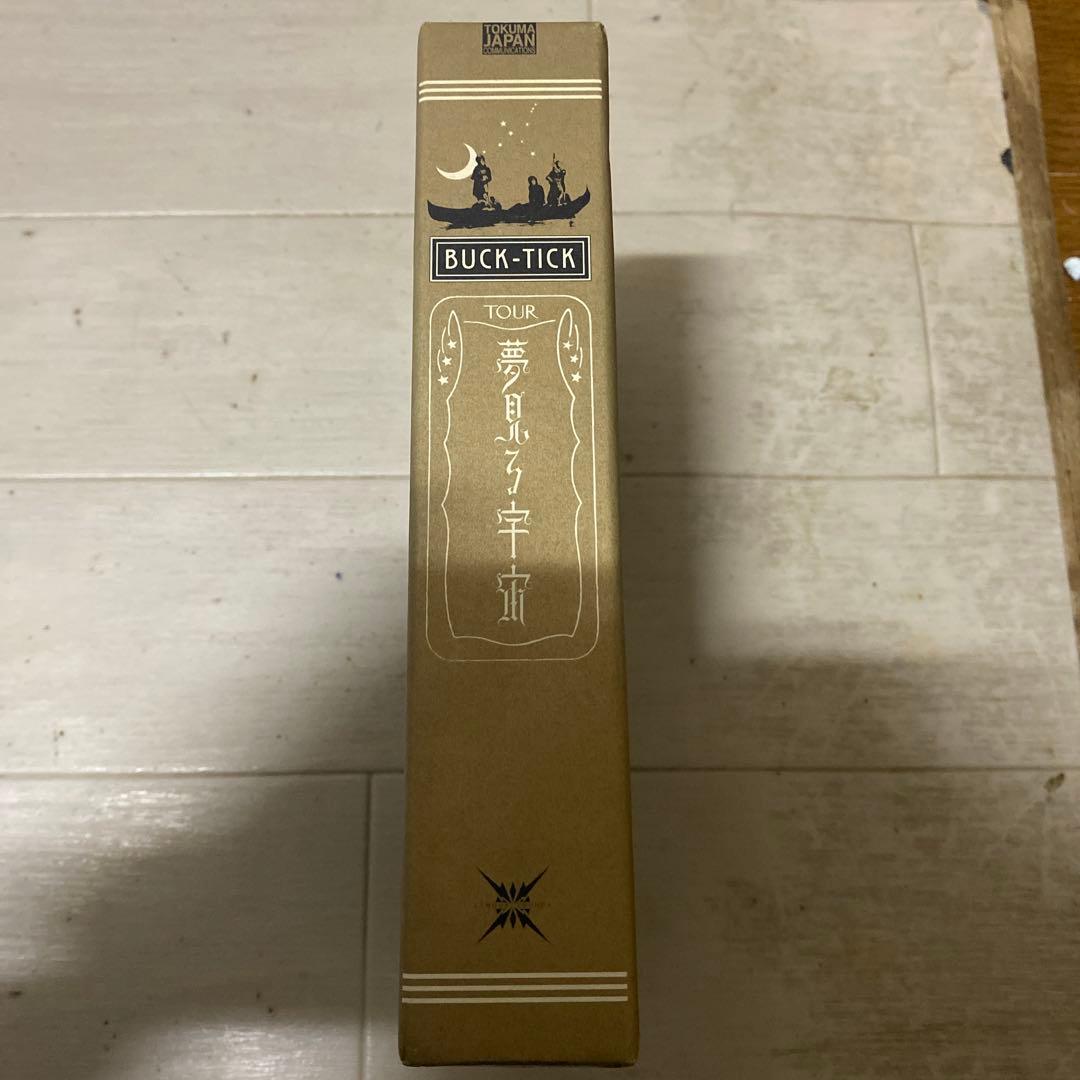 TOKUMA
JAPAN
COMMUNICATIONS
BUCK-TICK
TOUR
夢見る宇宙